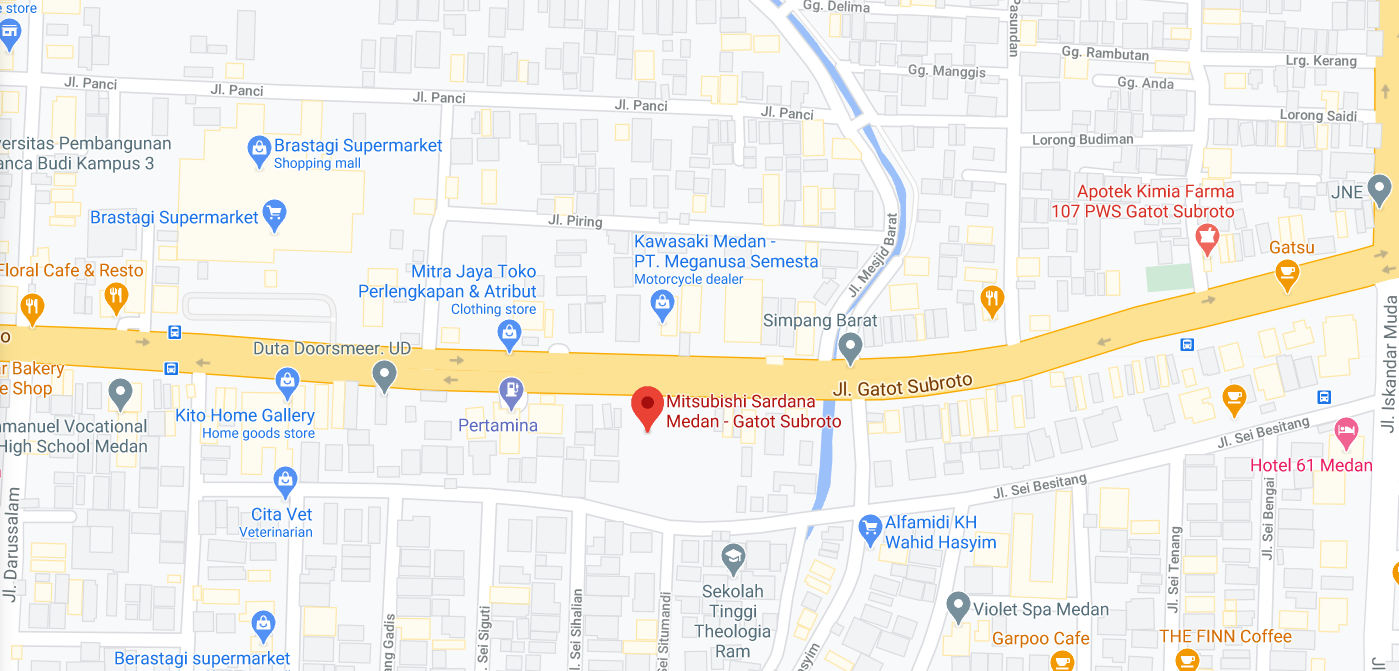 e store
Gg. Delima
Pasundan
Gg. Rambutan
Lrg. Kerang
Gg. Manggis
Gg. Anda
Jl. Panci
Jl. Panci
Jl. Panci
Jl. Panci
Jl. Panci
Lorong Saidi
Lorong Budiman
versitas Pembangunan
anca Budi Kampus 3
Brastagi Supermarket
Shopping mall
Brastagi Supermarket
Apotek Kimia Farma
107 PWS Gatot Subroto
JNE
Jl. Piring
Jl. Mesjid Barat
Kawasaki Medan -
PT. Meganusa Semesta
Motorcycle dealer
Gatsu
Floral Cafe & Resto
Mitra Jaya Toko
Perlengkapan & Atribut
Clothing store
Simpang Barat
o
Duta Doorsmeer. UD
Jl. Iskandar Muda
r Bakery
e Shop
Jl. Gatot Subroto
Kito Home Gallery
Home goods store
Pertamina
Mitsubishi Sardana
Medan - Gatot Subroto
manuel Vocational
High School Medan
Jl. Sei Besitang
Hotel 61 Medan
Jl. Sei Besitang
Jl. Darussalam
Cita Vet
Veterinarian
Alfamidi KH
Wahid Hasyim
Jl. Sei Bengai
Jl. Sei Tenang
Sekolah
Tinggi
Theologia
Ram
Violet Spa Medan
Garpoo Cafe
THE FINN Coffee
Berastagi supermarket
ang Gadis
. Sei Siguti
. Sei Sihalian
Sei Situmandi
asyim
Jl.